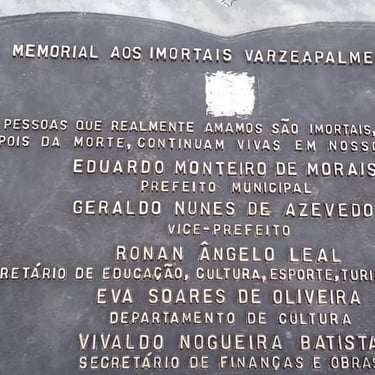 MEMORIAL AOS IMORTAIS VARZEAPALME
PESSOAS QUE REALMENTE AMAMOS SÃO IMORTAIS,
POIS DA MORTE, CONTINUAM VIVAS EM NOSSO
EDUARDO MONTEIRO DE MORAIS
PREFEITO MUNICIPAL
GERALDO NUNES DE AZEVEDO
VICE-PREFEITO
RONAN ÂNGELO LEAL
RETÁRIO DE EDUCAÇÃO, CULTURA, ESPORTE, TURI
EVA SOARES DE OLIVEIRA
DEPARTAMENTO DE CULTURA
VIVALDO NOGUEIRA BATISTA
SECRETÁRIO DE FINANÇAS E OBRAS